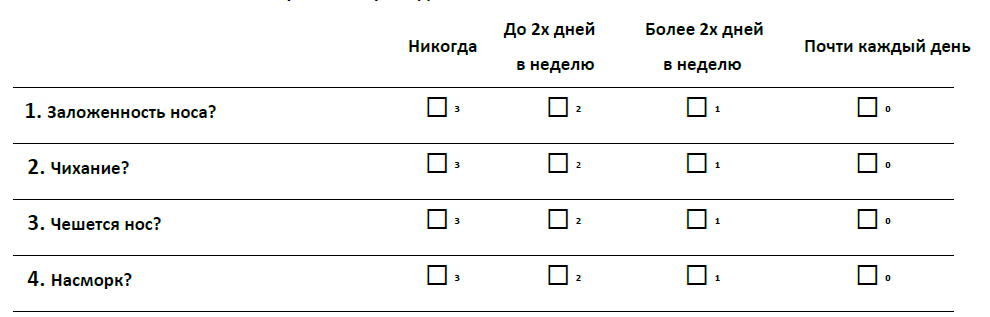 Никогда До 2х дней в неделю Более 2х дней в неделю Почти каждый день
1. Заложенность носа? ☐ 3 ☐ 2 ☐ 1 ☐ 0
2. Чихание? ☐ 3 ☐ 2 ☐ 1 ☐ 0
3. Чешется нос? ☐ 3 ☐ 2 ☐ 1 ☐ 0
4. Насморк? ☐ 3 ☐ 2 ☐ 1 ☐ 0